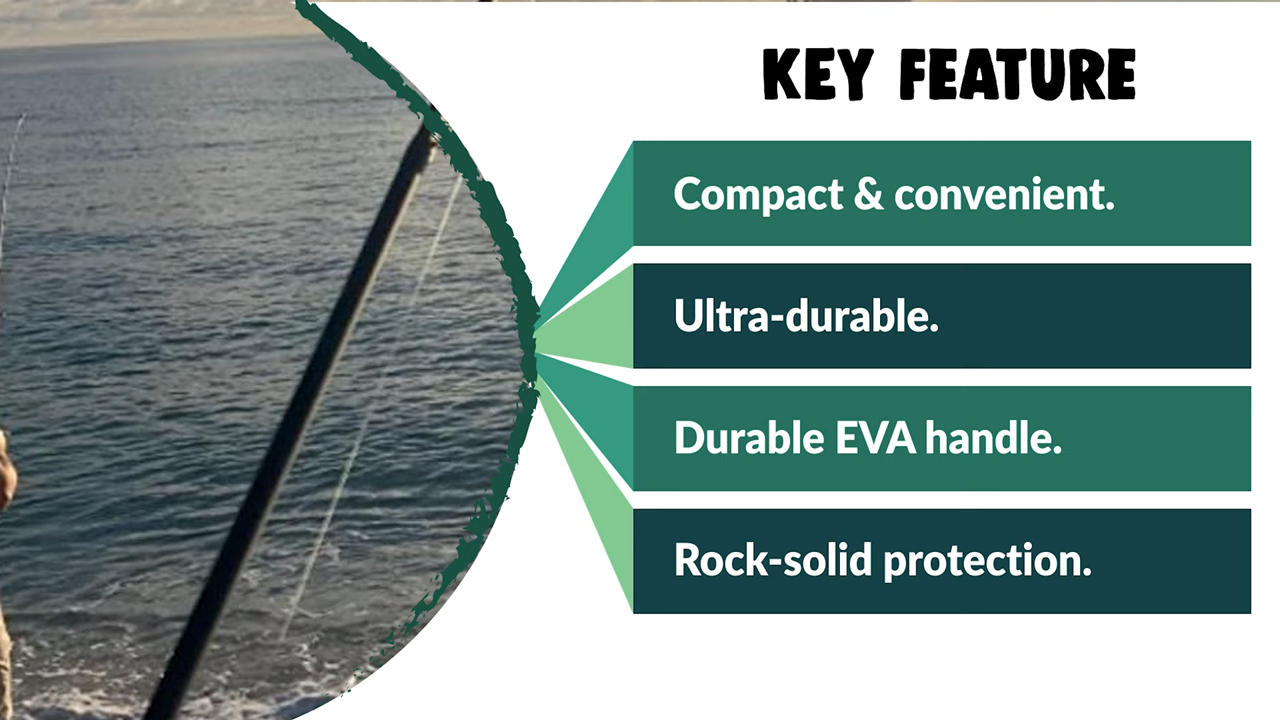 KEY FEATURE
Compact & convenient.
Ultra-durable.
Durable EVA handle.
Rock-solid protection.